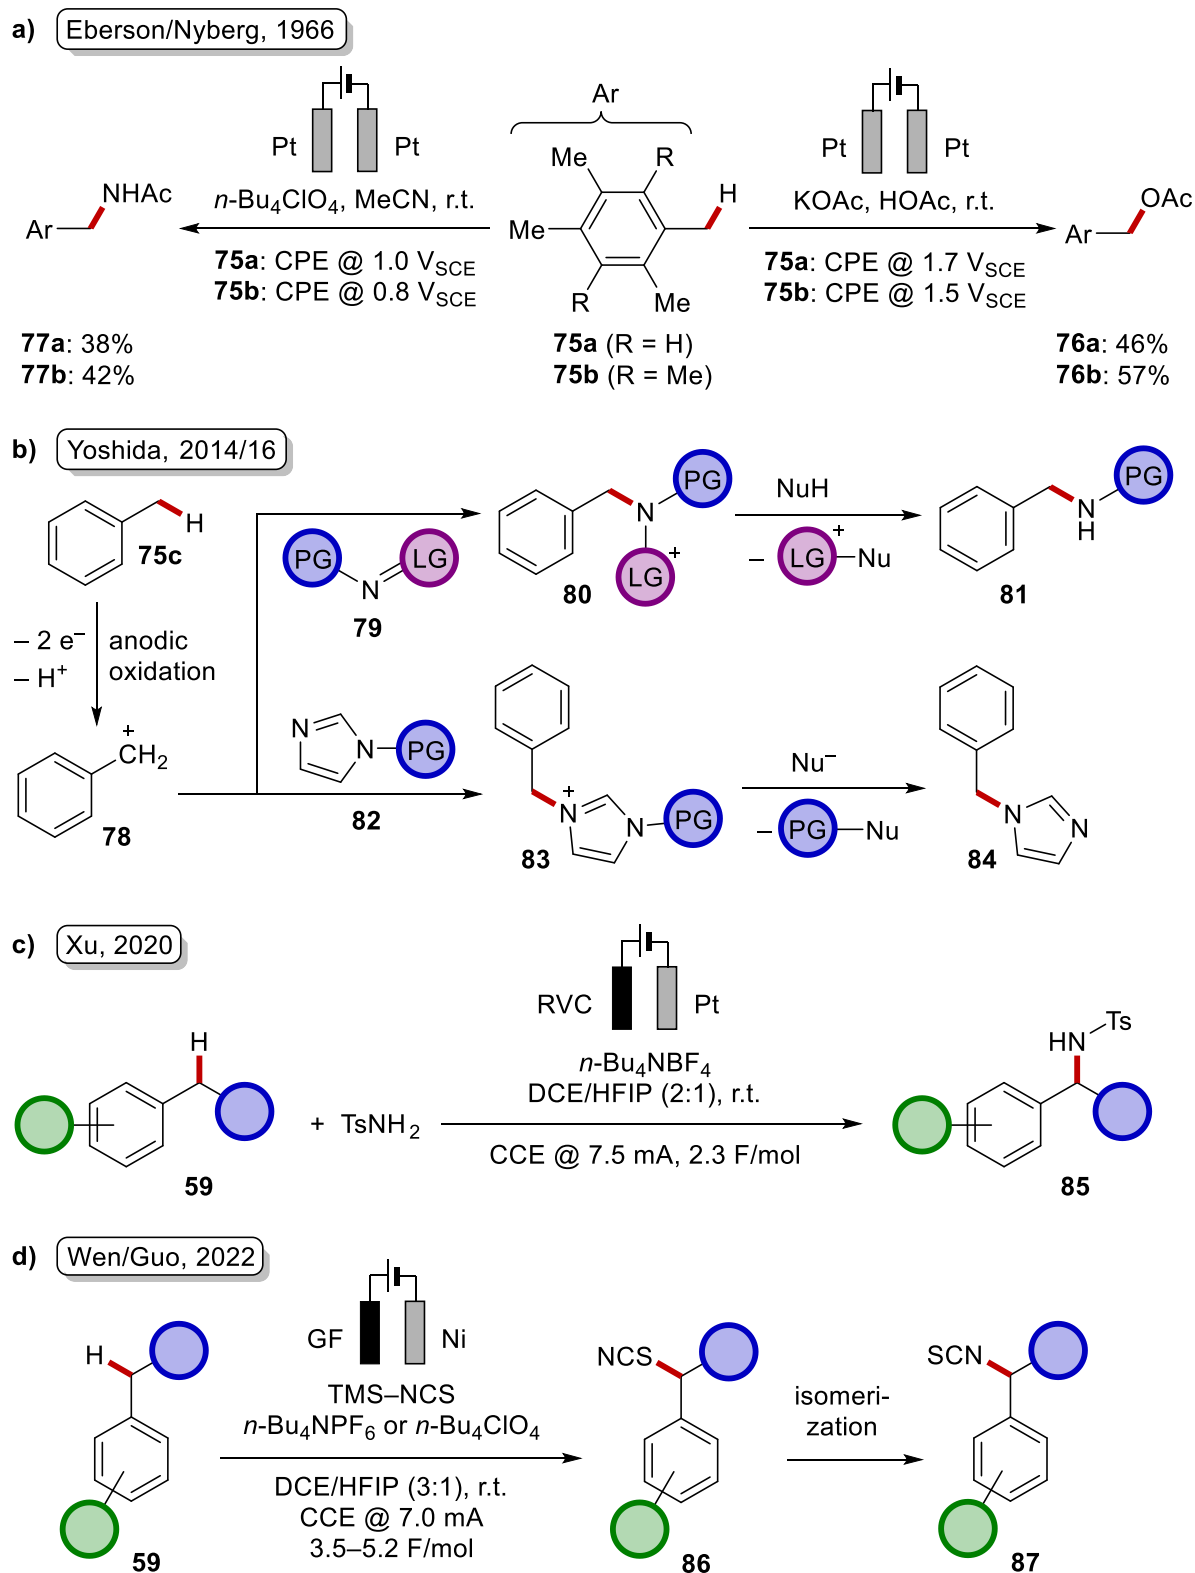 a) Eberson/Nyberg, 1966
Pt Pt
n-Bu₄ClO₄, MeCN, r.t.
75a: CPE @ 1.0 V_SCE
75b: CPE @ 0.8 V_SCE
NHAc
Ar
77a: 38%
77b: 42%
Ar
Me R
H
Me
R Me
75a (R = H)
75b (R = Me)
Pt Pt
KOAc, HOAc, r.t.
75a: CPE @ 1.7 V_SCE
75b: CPE @ 1.5 V_SCE
OAc
Ar
76a: 46%
76b: 57%
b) Yoshida, 2014/16
H
75c
– 2 e⁻ anodic
– H⁺ oxidation
+
CH₂
78
PG LG
N
79
PG
N
+
LG
80
NuH
+
– LG Nu
PG
N
H
81
N
N PG
82
+
N
N PG
83
Nu⁻
– PG Nu
N
N
84
c) Xu, 2020
H
59
+ TsNH₂
RVC Pt
n-Bu₄NBF₄
DCE/HFIP (2:1), r.t.
CCE @ 7.5 mA, 2.3 F/mol
Ts
HN
85
d) Wen/Guo, 2022
H
59
GF Ni
TMS–NCS
n-Bu₄NPF₆ or n-Bu₄ClO₄
DCE/HFIP (3:1), r.t.
CCE @ 7.0 mA
3.5–5.2 F/mol
NCS
86
isomeri-
zation
SCN
87